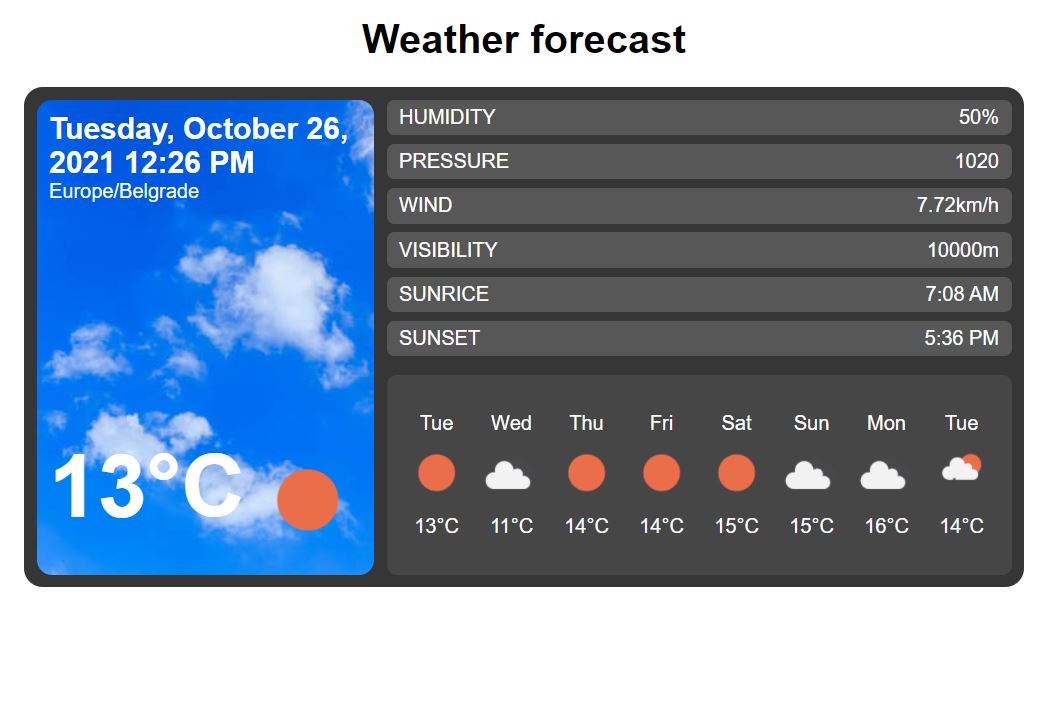 Weather forecast
Tuesday, October 26,
2021 12:26 PM
Europe/Belgrade
13°C
HUMIDITY 50%
PRESSURE 1020
WIND 7.72km/h
VISIBILITY 10000m
SUNRICE 7:08 AM
SUNSET 5:36 PM
Tue Wed Thu Fri Sat Sun Mon Tue
13°C 11°C 14°C 14°C 15°C 15°C 16°C 14°C